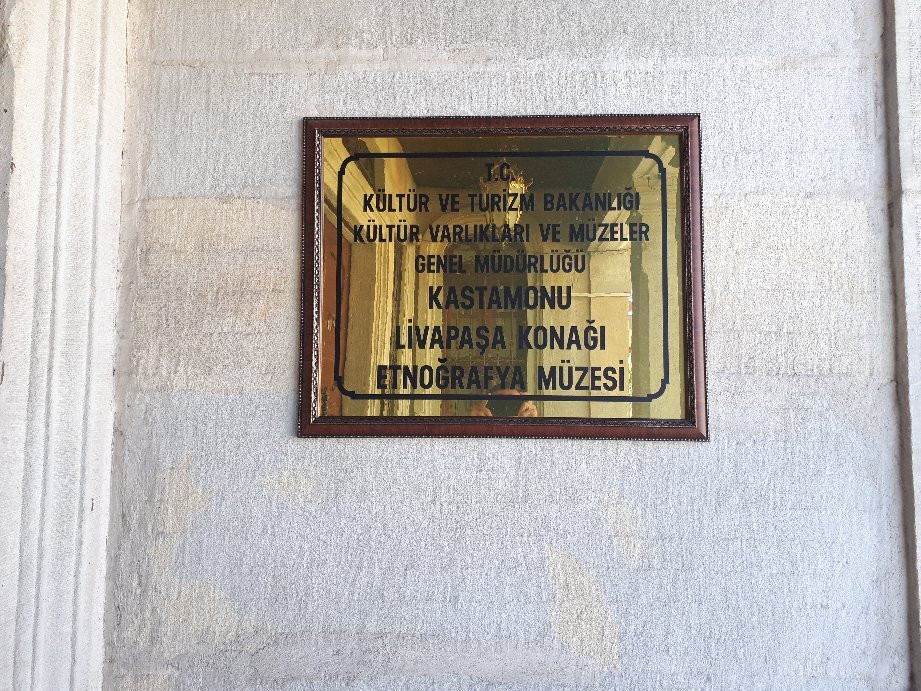 T.C.
KÜLTÜR VE TURİZM BAKANLIĞI
KÜLTÜR VARLIKLARI VE MÜZELER
GENEL MÜDÜRLÜĞÜ
KASTAMONU
LİVAPAŞA KONAĞI
ETNOĞRAFYA MÜZESİ